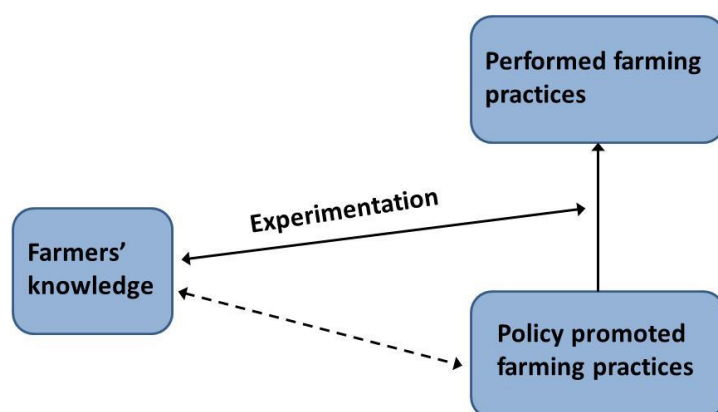 Performed farming
practices
Experimentation
Farmers’
knowledge
Policy promoted
farming practices